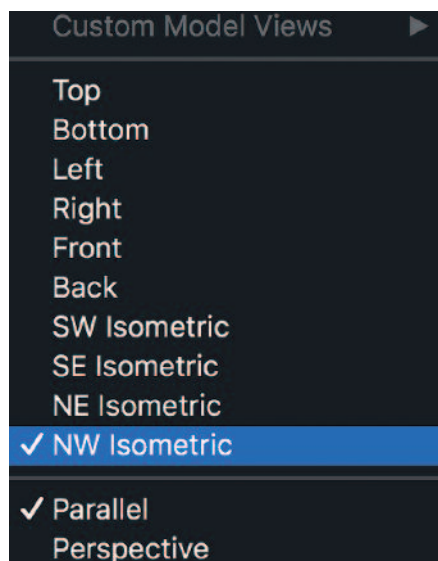 Custom Model Views
Top
Bottom
Left
Right
Front
Back
SW Isometric
SE Isometric
NE Isometric
NW Isometric
Parallel
Perspective